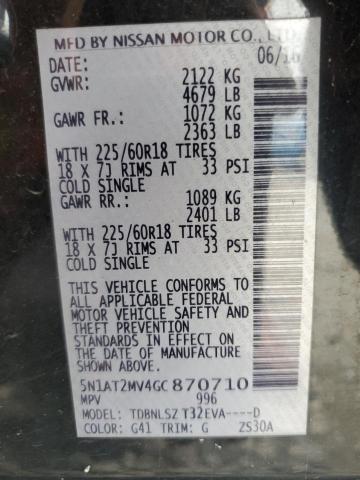 MFD BY NISSAN MOTOR CO., LTD
DATE: 06/16
GVWR: 2122 KG
4679 LB
GAWR FR.: 1072 KG
2363 LB
WITH 225/60R18 TIRES
18 X 7J RIMS AT 33 PSI
COLD SINGLE
GAWR RR.: 1089 KG
2401 LB
WITH 225/60R18 TIRES
18 X 7J RIMS AT 33 PSI
COLD SINGLE
THIS VEHICLE CONFORMS TO
ALL APPLICABLE FEDERAL
MOTOR VEHICLE SAFETY
AND THEFT PREVENTION
STANDARDS IN EFFECT ON
THE DATE OF MANUFACTURE
SHOWN ABOVE.
5N1AT2MV4GC870710
MPV 996
MODEL: TDBNLSZ T32EVA----D
COLOR: G41 TRIM: G ZS30A